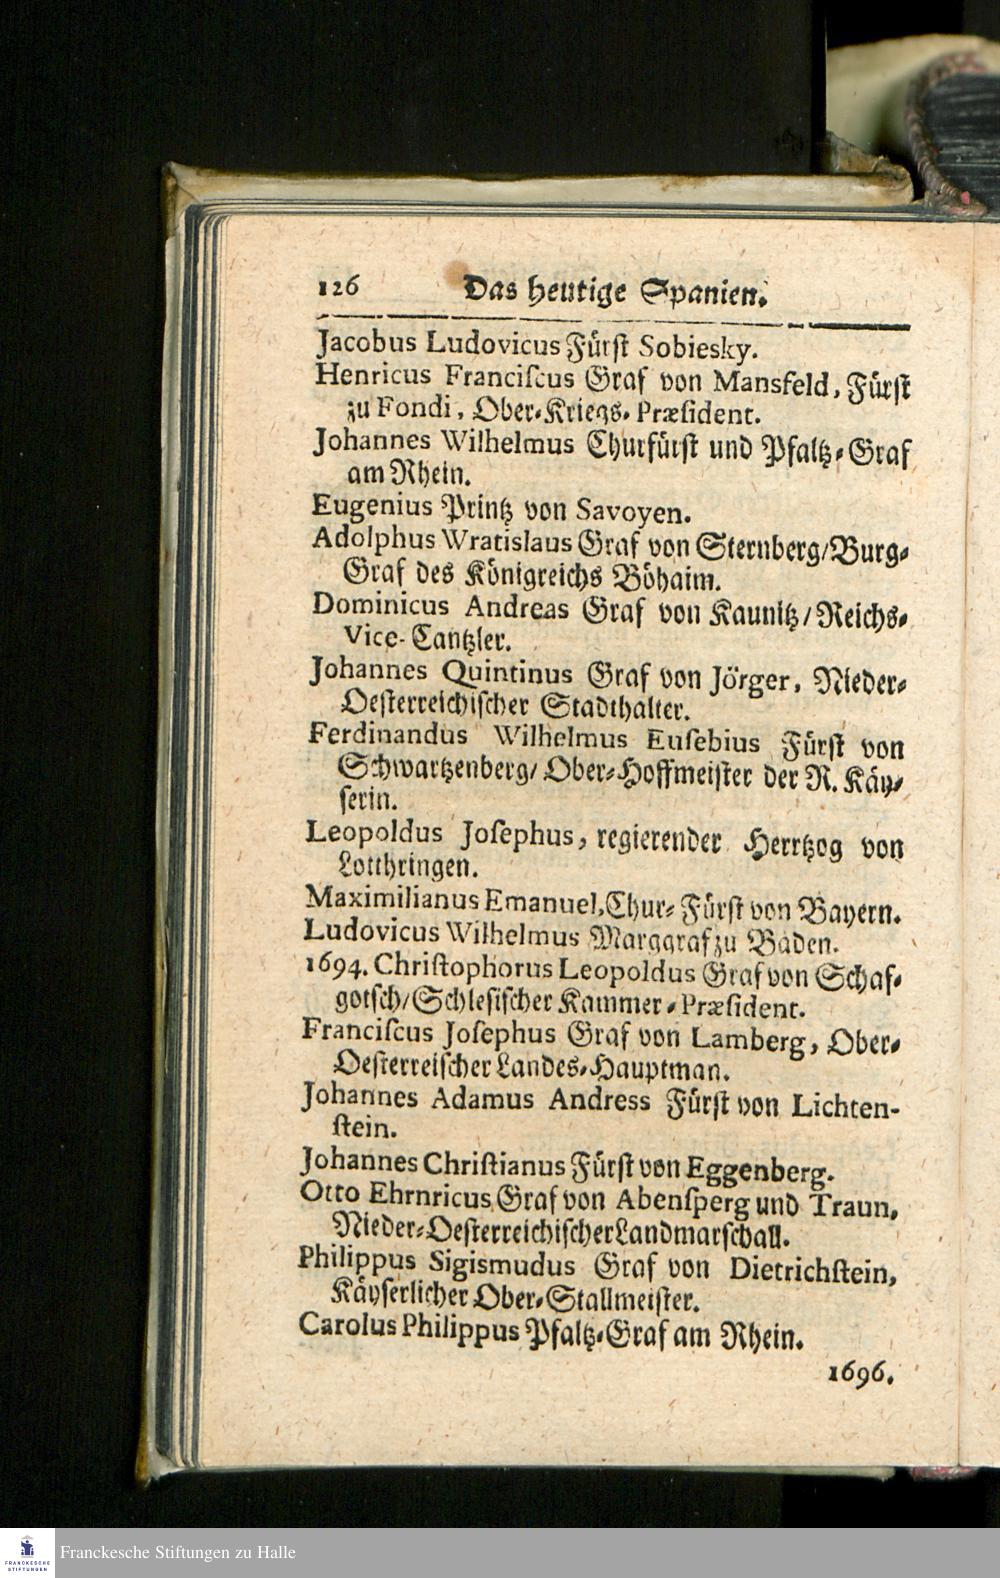 126 Das heutige Spanien.
Jacobus Ludovicus Fürst Sobiesky.
Henricus Franciſcus Graf von Mansfeld, Fürst
zu Fondi, Ober-Kriegs-Præſident.
Johannes Wilhelmus Churfürst und Pfaltz-Graf
am Rhein.
Eugenius Printz von Savoyen.
Adolphus Wratislaus Graf von Sternberg/Burg-
Graf des Königreichs Böhaim.
Dominicus Andreas Graf von Kaunitz/Reichs-
Vice-Cantzler.
Johannes Quintinus Graf von Jörger, Nieder-
Oesterreichiſcher Stadthalter.
Ferdinandus Wilhelmus Euſebius Fürst von
Schwartzenberg/ Ober-Hoffmeister der R. Käy-
ſerin.
Leopoldus Joſephus, regierender Herrtzog von
Lotthringen.
Maximilianus Emanuel, Chur-Fürst von Bayern.
Ludovicus Wilhelmus Marggraf zu Baden.
1694. Chriſtophorus Leopoldus Graf von Schaf-
gotſch/Schleſiſcher Kammer-Præſident.
Franciſcus Joſephus Graf von Lamberg, Ober-
Oesterreiſcher Landes-Hauptman.
Johannes Adamus Andress Fürst von Lichten-
ſtein.
Johannes Chriſtianus Fürst von Eggenberg.
Otto Ehrnricus Graf von Abenſperg und Traun,
Nieder-Oesterreichiſcher Landmarſchall.
Philippus Sigismudus Graf von Dietrichſtein,
Käyſerlicher Ober-Stallmeister.
Carolus Philippus Pfaltz-Graf am Rhein.
1696.
FRANCKESCHE
STIFTUNGEN
Franckesche Stiftungen zu Halle